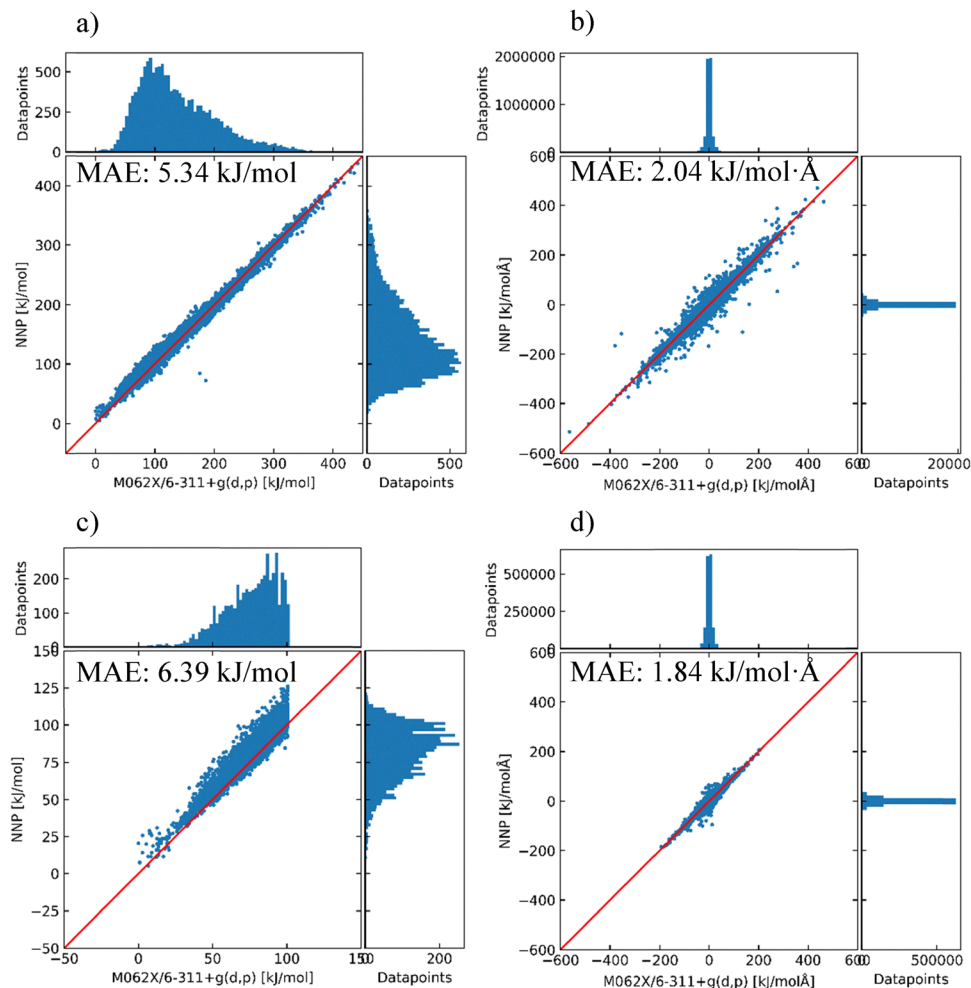 a)
Datapoints
500
250
0
MAE: 5.34 kJ/mol
NNP [kJ/mol]
400
300
200
100
0
0 100 200 300 400
M062X/6-311+g(d,p) [kJ/mol]
0 500
Datapoints
b)
Datapoints
2000000
1000000
0
MAE: 2.04 kJ/mol·Å
NNP [kJ/molÅ]
600
400
200
0
−200
−400
−600
−600 −400 −200 0 200 400 600
M062X/6-311+g(d,p) [kJ/molÅ]
0 20000
Datapoints
c)
Datapoints
200
100
0
MAE: 6.39 kJ/mol
NNP [kJ/mol]
150
125
100
75
50
25
0
−25
−50
−50 0 50 100 150
M062X/6-311+g(d,p) [kJ/mol]
200
Datapoints
d)
Datapoints
500000
250000
0
MAE: 1.84 kJ/mol·Å
NNP [kJ/molÅ]
600
400
200
0
−200
−400
−600
−600 −400 −200 0 200 400 600
M062X/6-311+g(d,p) [kJ/molÅ]
0 500000
Datapoints